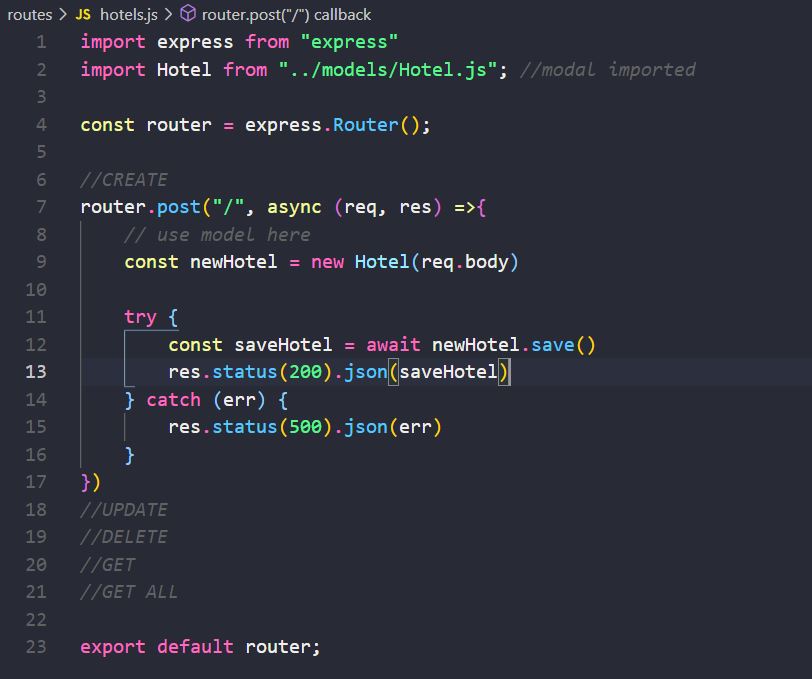 routes > JS hotels.js > router.post("/") callback
1 import express from "express"
2 import Hotel from "../models/Hotel.js"; //modal imported
3
4 const router = express.Router();
5
6 //CREATE
7 router.post("/", async (req, res) =>{
8     // use model here
9     const newHotel = new Hotel(req.body)
10
11     try {
12         const saveHotel = await newHotel.save()
13         res.status(200).json(saveHotel)
14     } catch (err) {
15         res.status(500).json(err)
16     }
17 })
18 //UPDATE
19 //DELETE
20 //GET
21 //GET ALL
22
23 export default router;